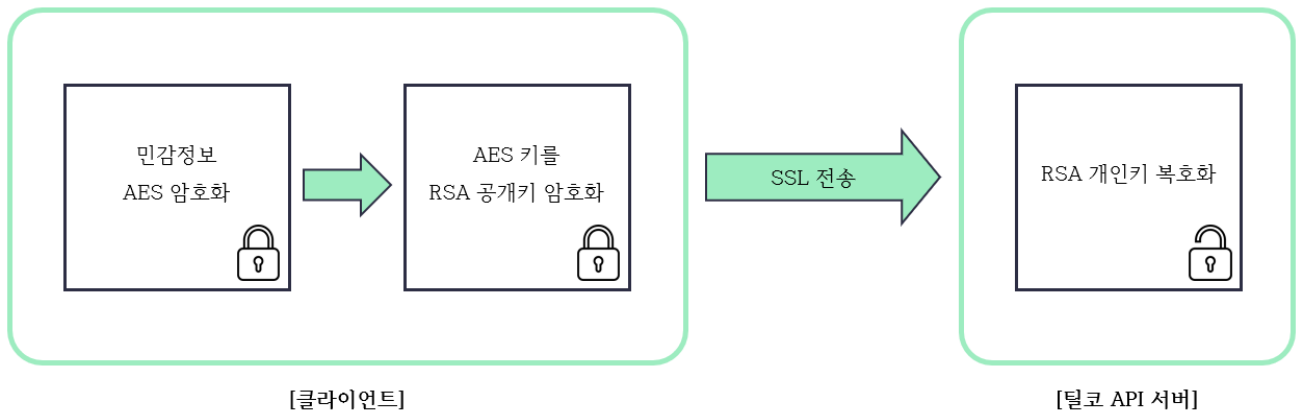 민감정보
AES 암호화
AES 키를
RSA 공개키 암호화
SSL 전송
RSA 개인키 복호화
[클라이언트]
[틸코 API 서버]